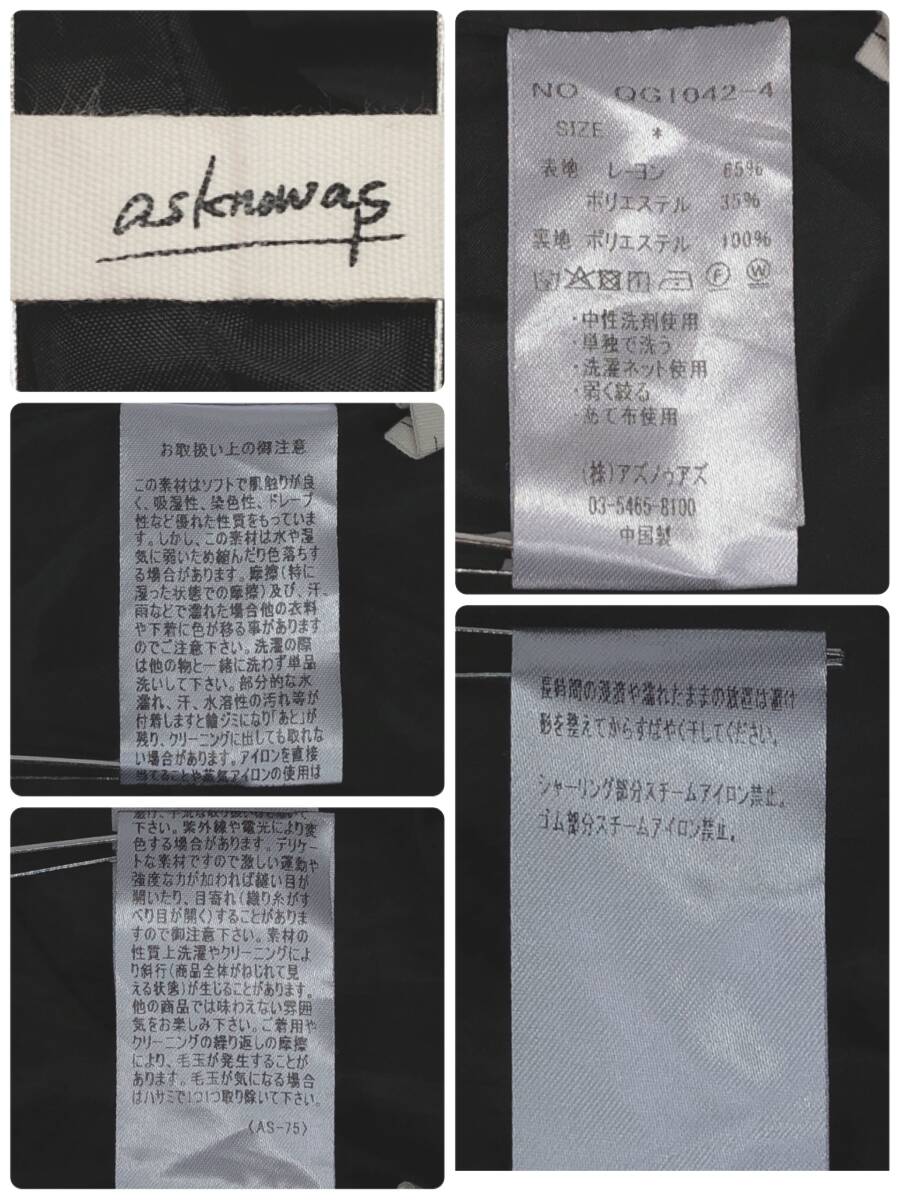 asknowas
NO QG1042-4
SIZE *
表地 レーヨン 65%
ポリエステル 35%
裏地 ポリエステル 100%
・中性洗剤使用
・単独で洗う
・洗濯ネット使用
・弱く絞る
・あて布使用
(株)アズノゥアズ
03-5465-8100
中国製
お取扱い上の御注意
この素材はソフトで肌触りが良
く、吸湿性、染色性、ドレープ
性など優れた性質をもっていま
す。しかし、この素材は水や湿
気に弱いため縮んだり色落ちす
る場合があります。摩擦(特に
湿った状態での摩擦)及び、汗、
雨などで濡れた場合他の衣料
や下着に色が移る事があります
のでご注意下さい。洗濯の際
は他の物と一緒に洗わず単品
洗いして下さい。部分的な水
濡れ、汗、水溶性の汚れ等が
付着しますと輪ジミになり「あと」が
残り、クリーニングに出しても取れな
い場合があります。アイロンを直接
当てることや蒸気アイロンの使用は
下さい。紫外線や電光により変
色する場合があります。デリケー
トな素材ですので激しい運動や
強度な力が加われば縫い目が
開いたり、目寄れ(織り糸がす
べり目が開く)することがありま
すので御注意下さい。素材の
性質上洗濯やクリーニングによ
り斜行(商品全体がねじれて見
える状態)が生じることがあります。
他の商品では味わえない雰囲
気をお楽しみ下さい。ご着用や
クリーニングの繰り返しの摩擦
により、毛玉が発生することが
あります。毛玉が気になる場合
はハサミで1つ1つ取り除いて下さい。
〈AS-75〉
長時間の浸漬や濡れたままの放置は避け
形を整えてからすばやく干してください。
シャーリング部分スチームアイロン禁止。
ゴム部分スチームアイロン禁止。